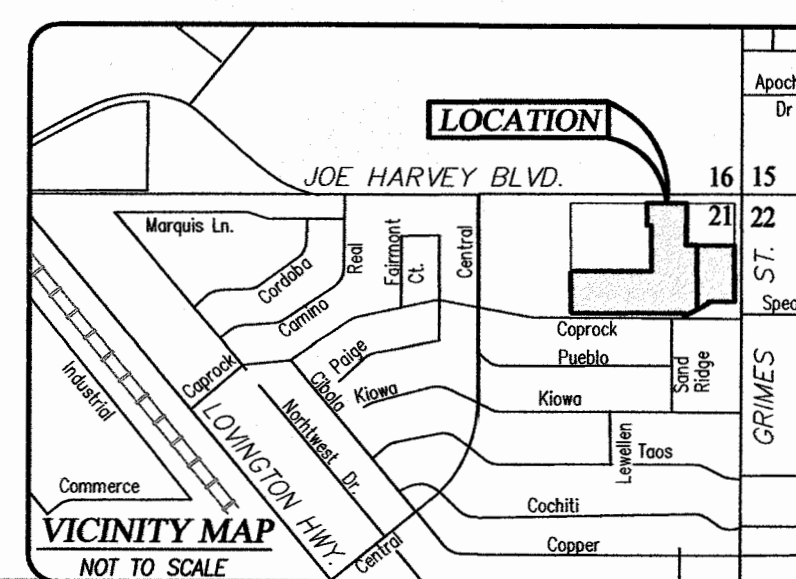 Apoch
Dr
LOCATION
JOE HARVEY BLVD.
16 15
21 22
Marquis Ln.
Real
Fairmont
Ct.
Central
ST.
Cordoba
Camino
Spec
Coprock
Pueblo
Paige
Caprock
Cibola
Sand
Ridge
GRIMES
Industrial
Kiowa
Kiowa
LOVINGTON HWY.
Norhtwest Dr.
Lewellen
Taos
Commerce
Cochiti
VICINITY MAP
Copper
Central
NOT TO SCALE